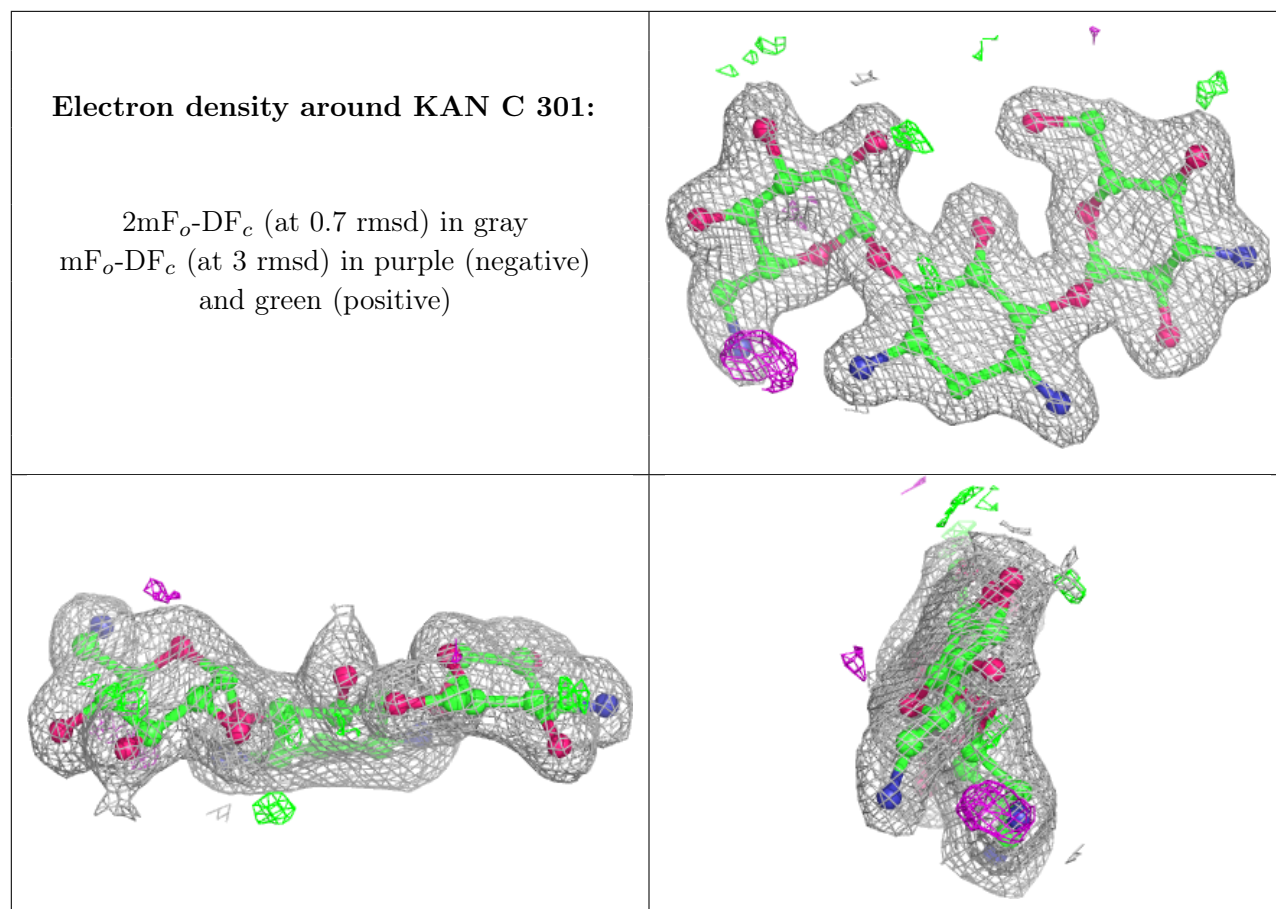 Electron density around KAN C 301:
2mFo-DFc (at 0.7 rmsd) in gray
mFo-DFc (at 3 rmsd) in purple (negative)
and green (positive)